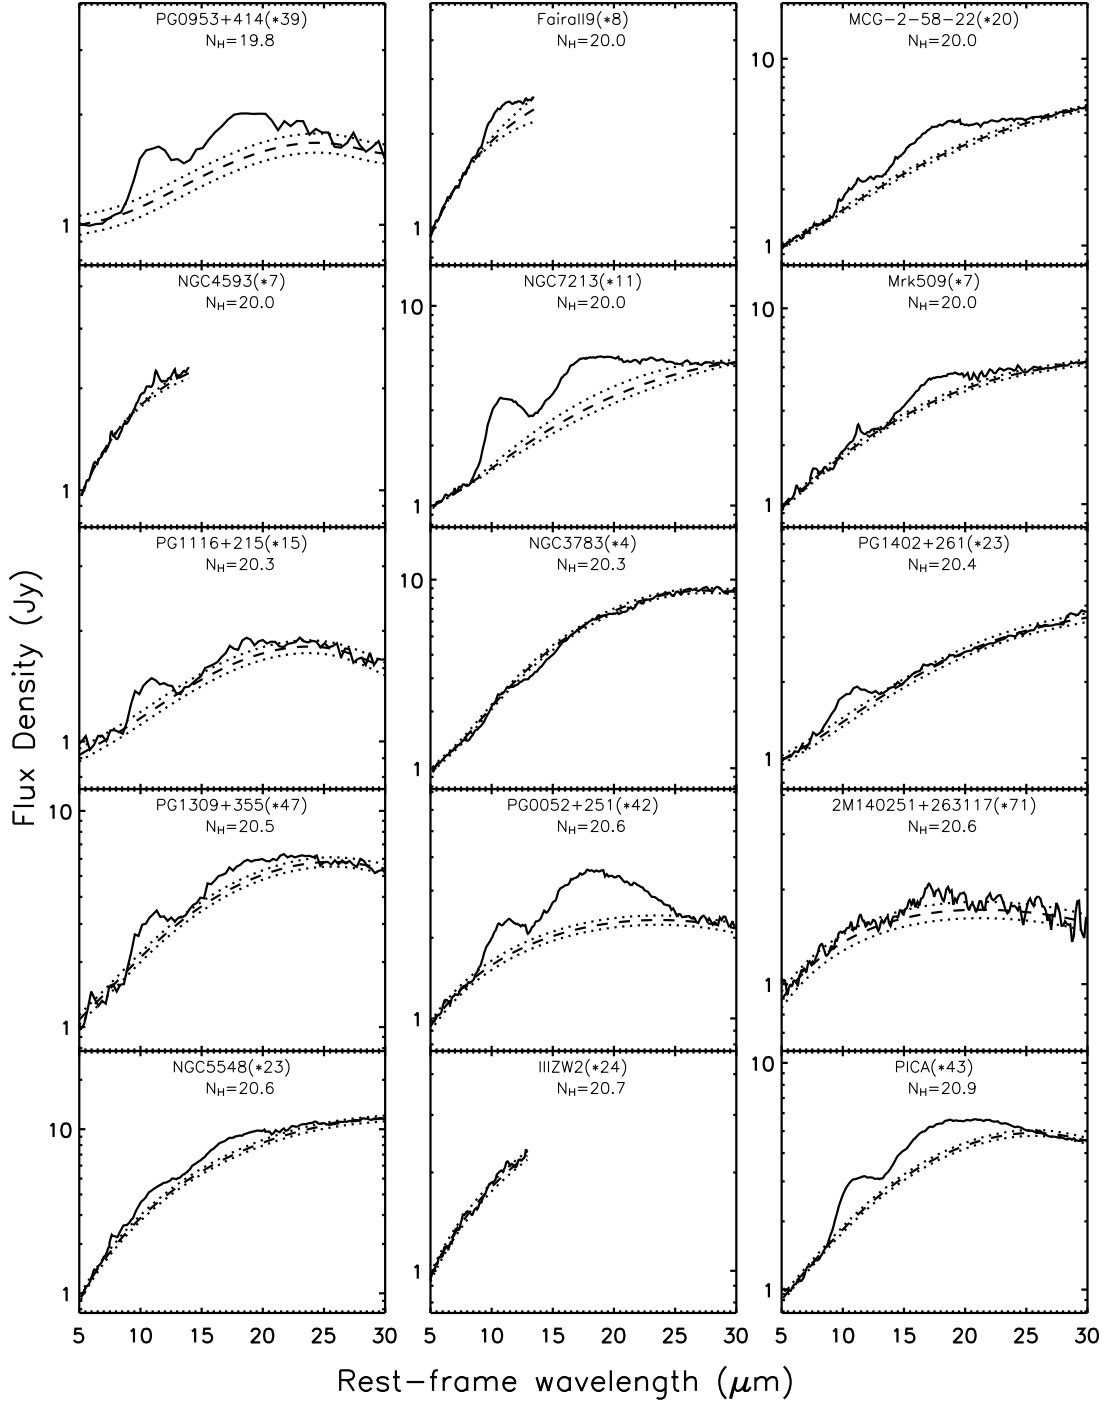 PG0953+414(*39)
N_H=19.8
Fairall9(*8)
N_H=20.0
MCG-2-58-22(*20)
N_H=20.0
1
1
10
1
NGC4593(*7)
N_H=20.0
NGC7213(*11)
N_H=20.0
Mrk509(*7)
N_H=20.0
1
10
1
10
1
PG1116+215(*15)
N_H=20.3
NGC3783(*4)
N_H=20.3
PG1402+261(*23)
N_H=20.4
1
10
1
1
PG1309+355(*47)
N_H=20.5
PG0052+251(*42)
N_H=20.6
2M140251+263117(*71)
N_H=20.6
10
1
1
1
NGC5548(*23)
N_H=20.6
IIIZW2(*24)
N_H=20.7
PICA(*43)
N_H=20.9
10
1
1
10
1
5 10 15 20 25 30
5 10 15 20 25 30
5 10 15 20 25 30
Flux Density (Jy)
Rest-frame wavelength (μm)